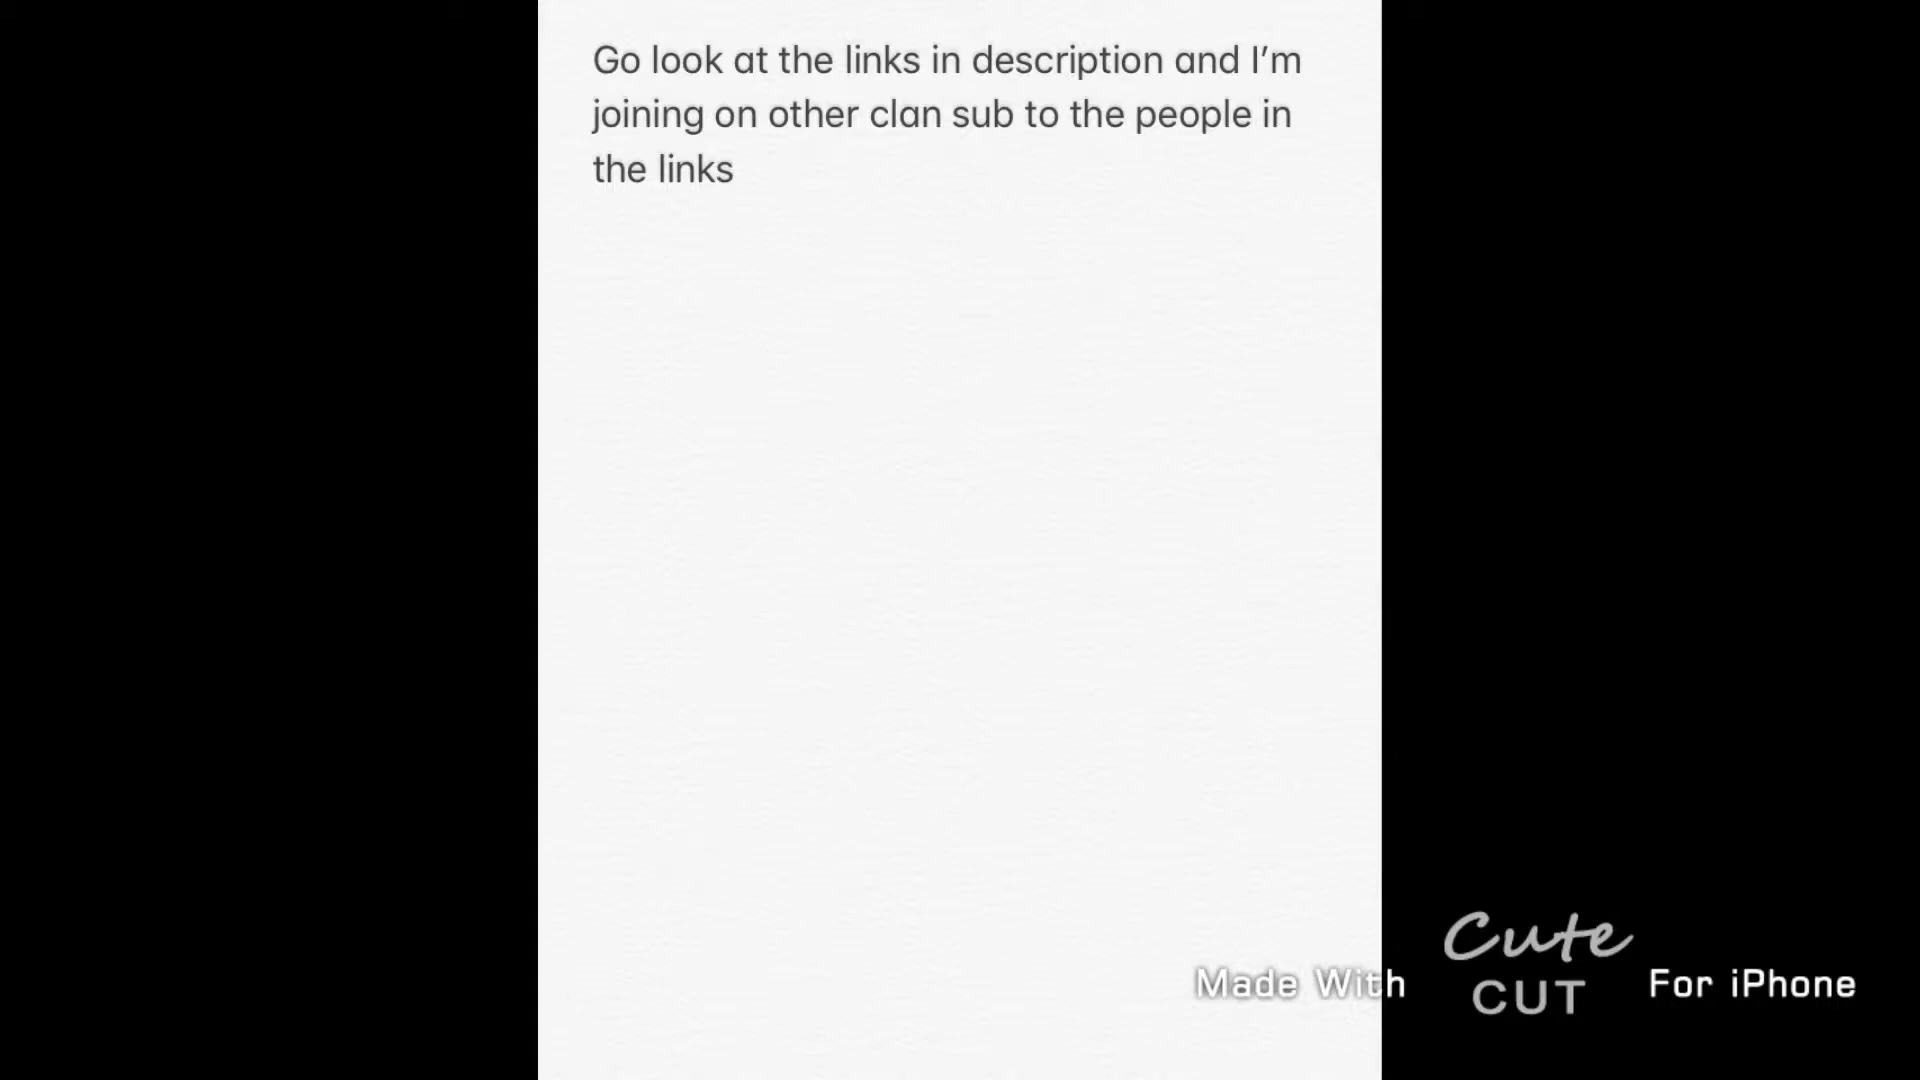 Go look at the links in description and I’m
joining on other clan sub to the people in
the links
Cute
Made With CUT For iPhone